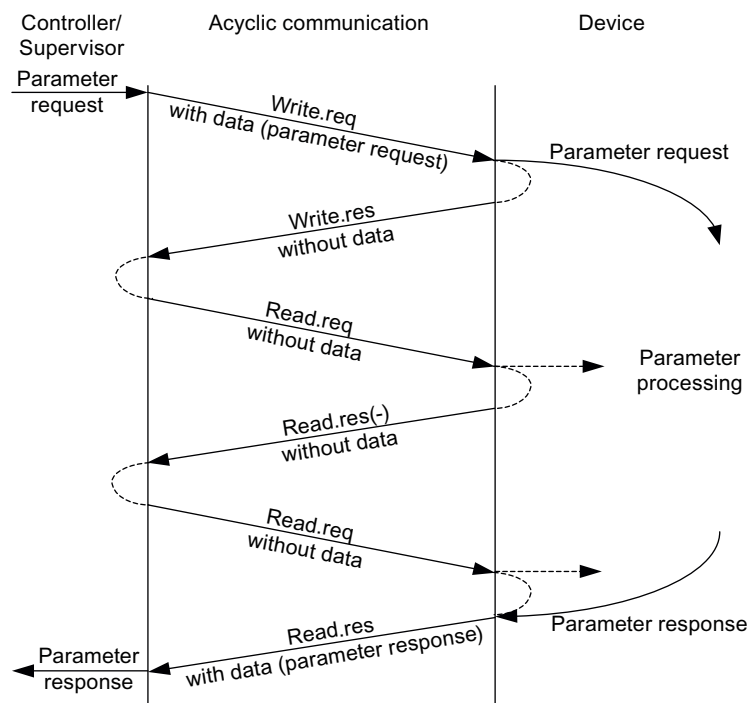 Controller/
Supervisor
Acyclic communication
Device
Parameter
request
Write.req
with data (parameter request)
Parameter request
Write.res
without data
Read.req
without data
Parameter
processing
Read.res(-)
without data
Read.req
without data
Parameter response
Read.res
with data (parameter response)
Parameter
response